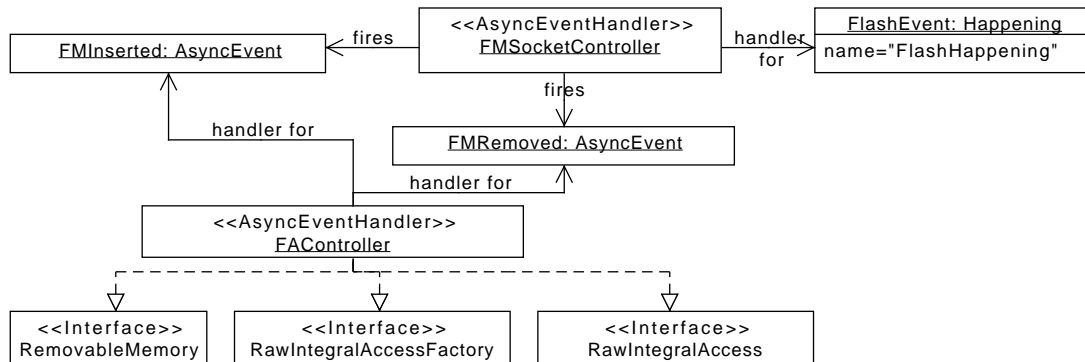 <<AsyncEventHandler>>
FMSocketController
FlashEvent: Happening
name="FlashHappening"
FMInserted: AsyncEvent
fires
handler
for
fires
handler for
FMRemoved: AsyncEvent
handler for
<<AsyncEventHandler>>
FAController
<<Interface>>
RemovableMemory
<<Interface>>
RawIntegralAccessFactory
<<Interface>>
RawIntegralAccess